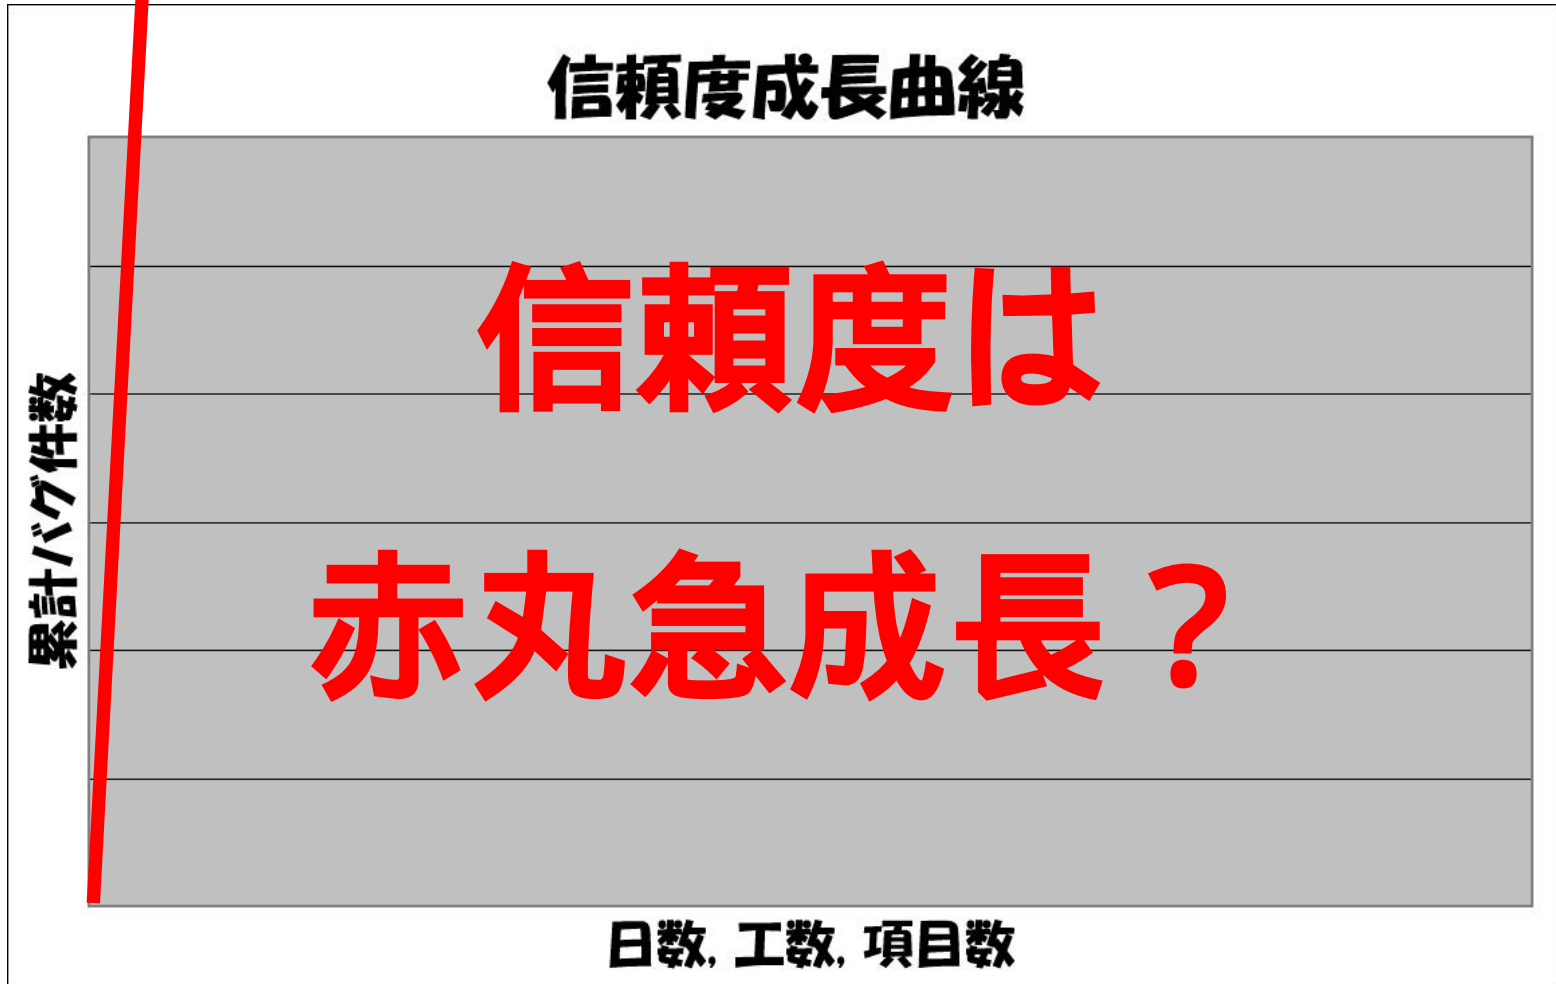 信頼度成長曲線
信頼度は
赤丸急成長？
累計バグ件数
日数, 工数, 項目数